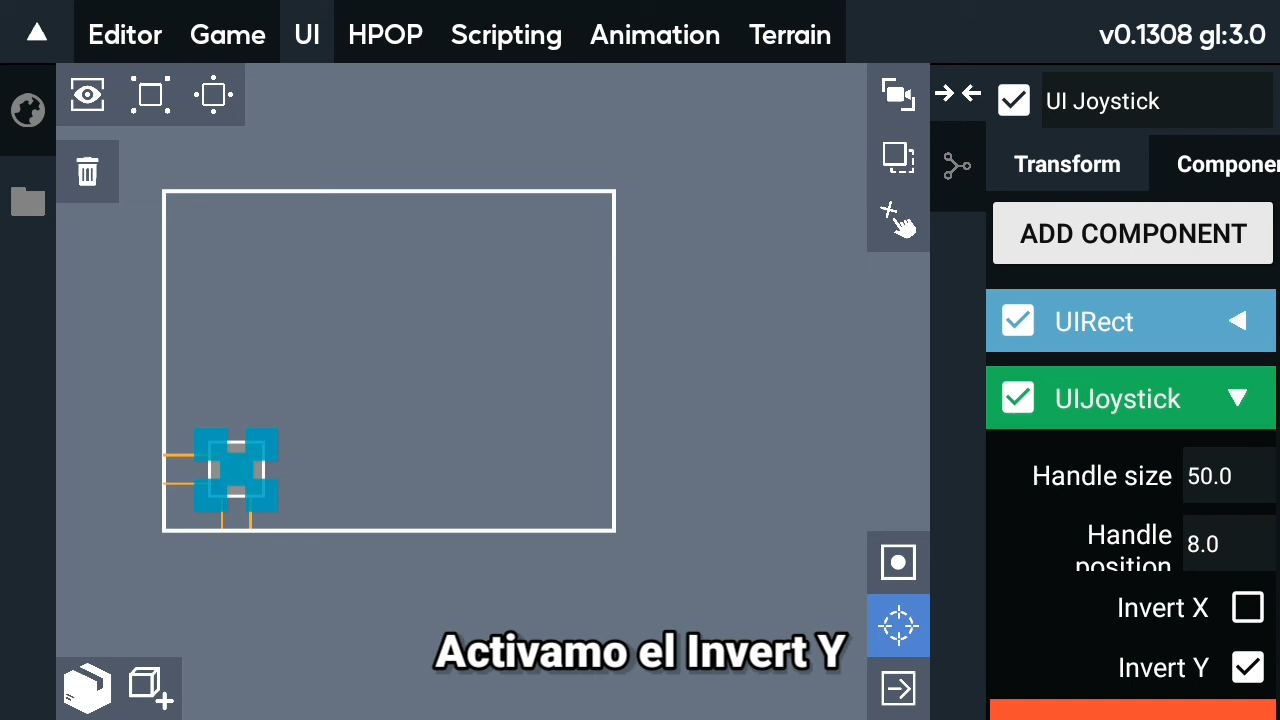 Editor Game UI HPOP Scripting Animation Terrain v0.1308 gl:3.0
UI Joystick
Transform Compone
ADD COMPONENT
UIRect
UIJoystick
Handle size 50.0
Handle position 8.0
Invert X
Activamo el Invert Y
Invert Y